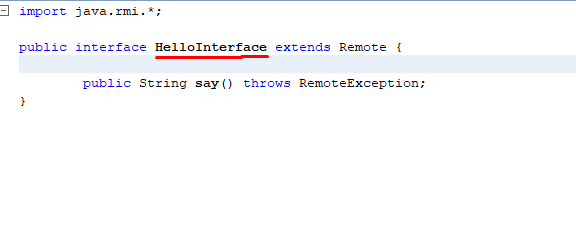 import java.rmi.*;
public interface HelloInterface extends Remote {
public String say() throws RemoteException;
}